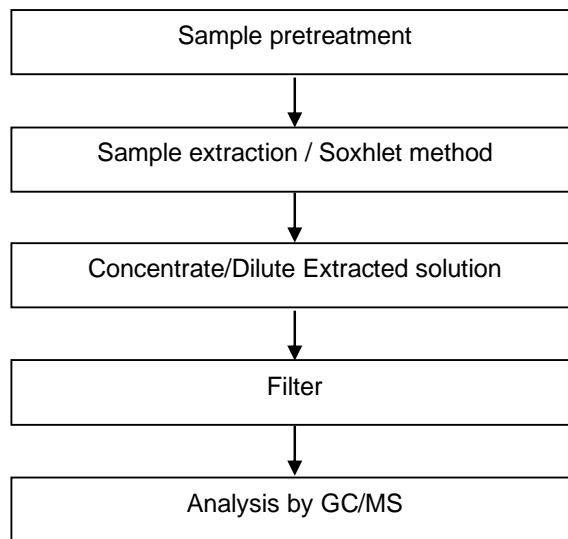 Sample pretreatment
Sample extraction / Soxhlet method
Concentrate/Dilute Extracted solution
Filter
Analysis by GC/MS